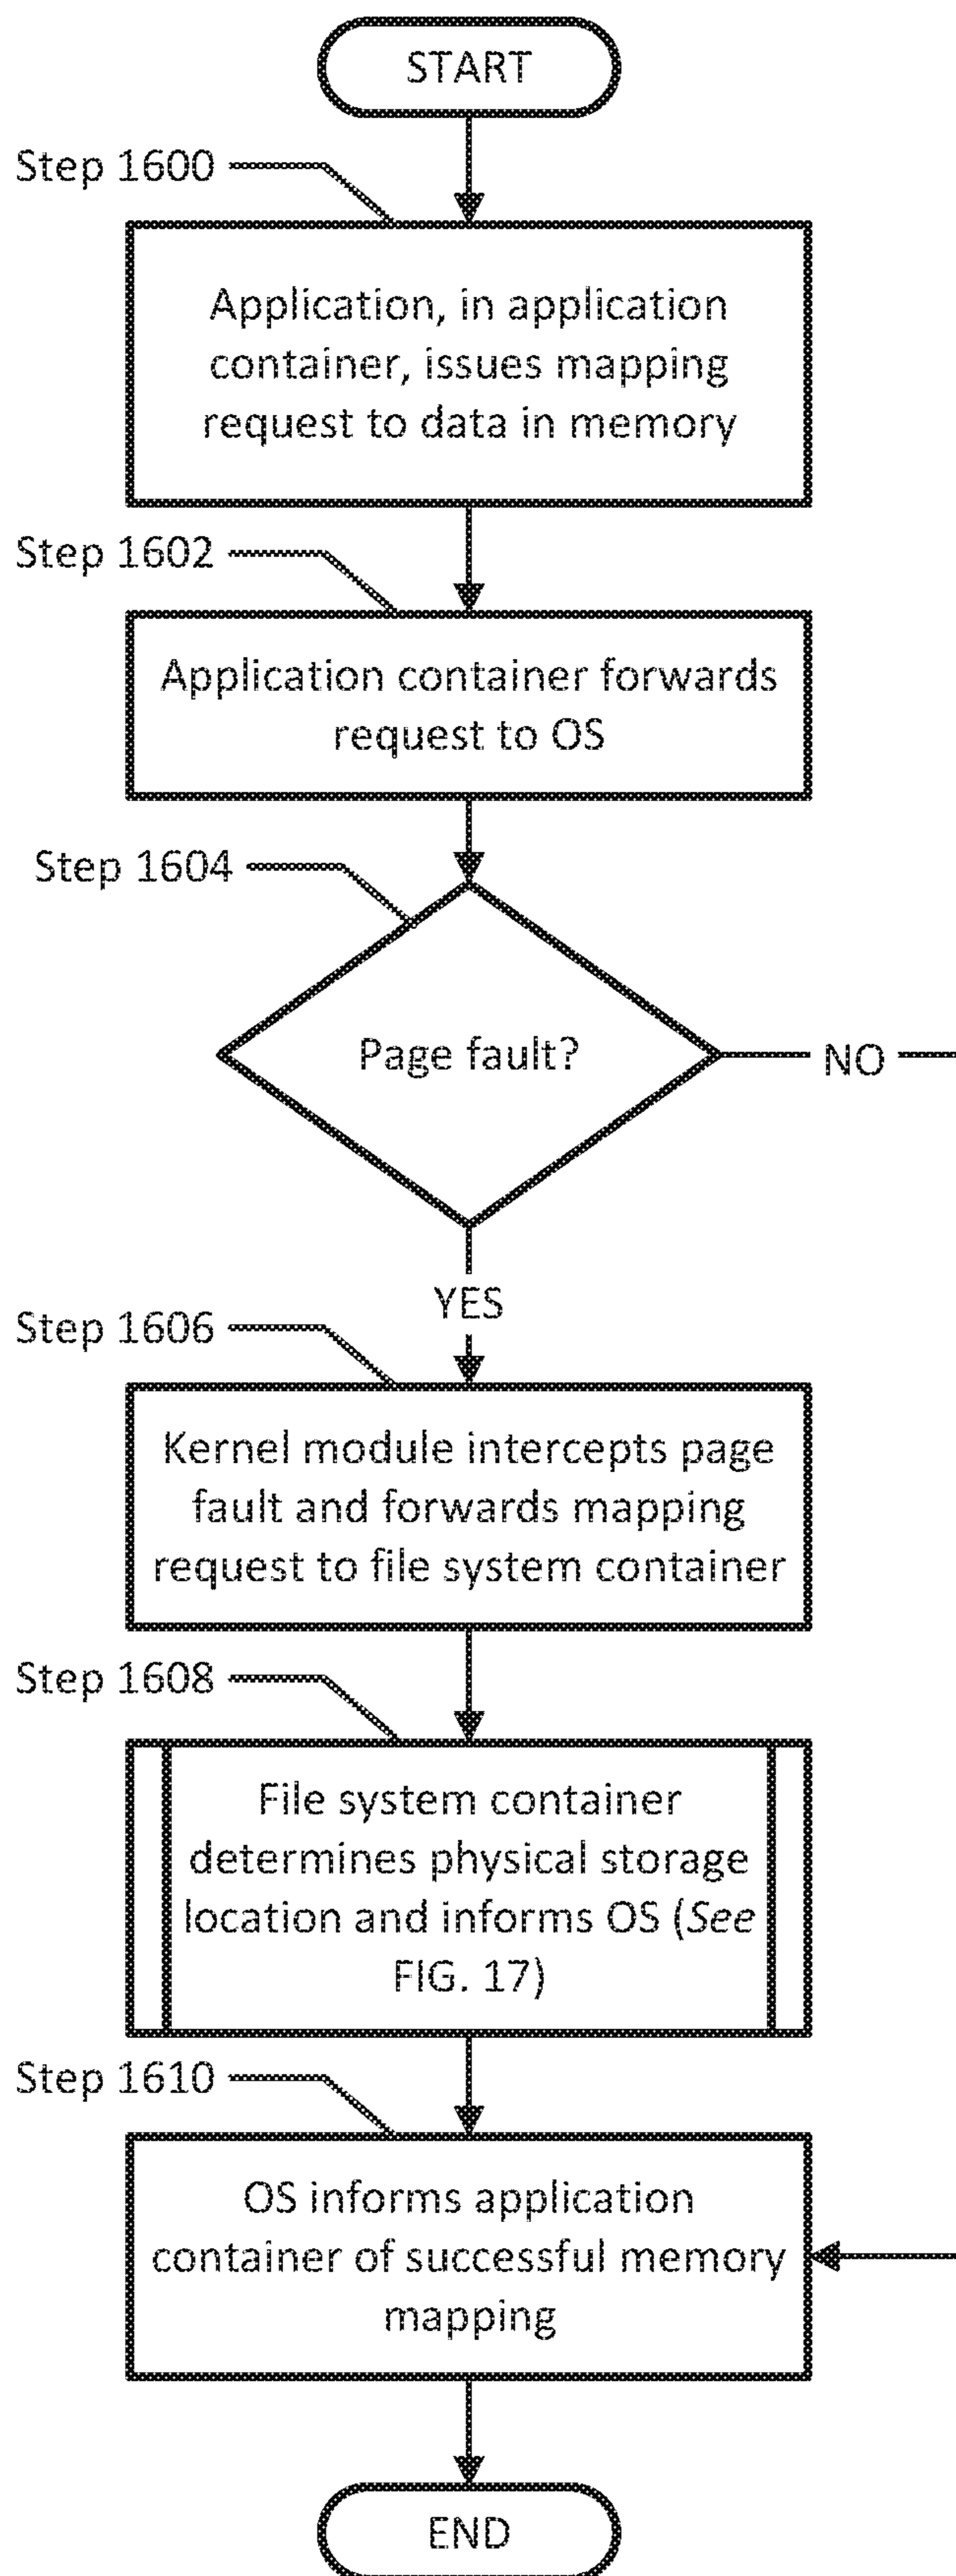 START
Step 1600
Application, in application
container, issues mapping
request to data in memory
Step 1602
Application container forwards
request to OS
Step 1604
Page fault?
NO
YES
Step 1606
Kernel module intercepts page
fault and forwards mapping
request to file system container
Step 1608
File system container
determines physical storage
location and informs OS (See
FIG. 17)
Step 1610
OS informs application
container of successful memory
mapping
END